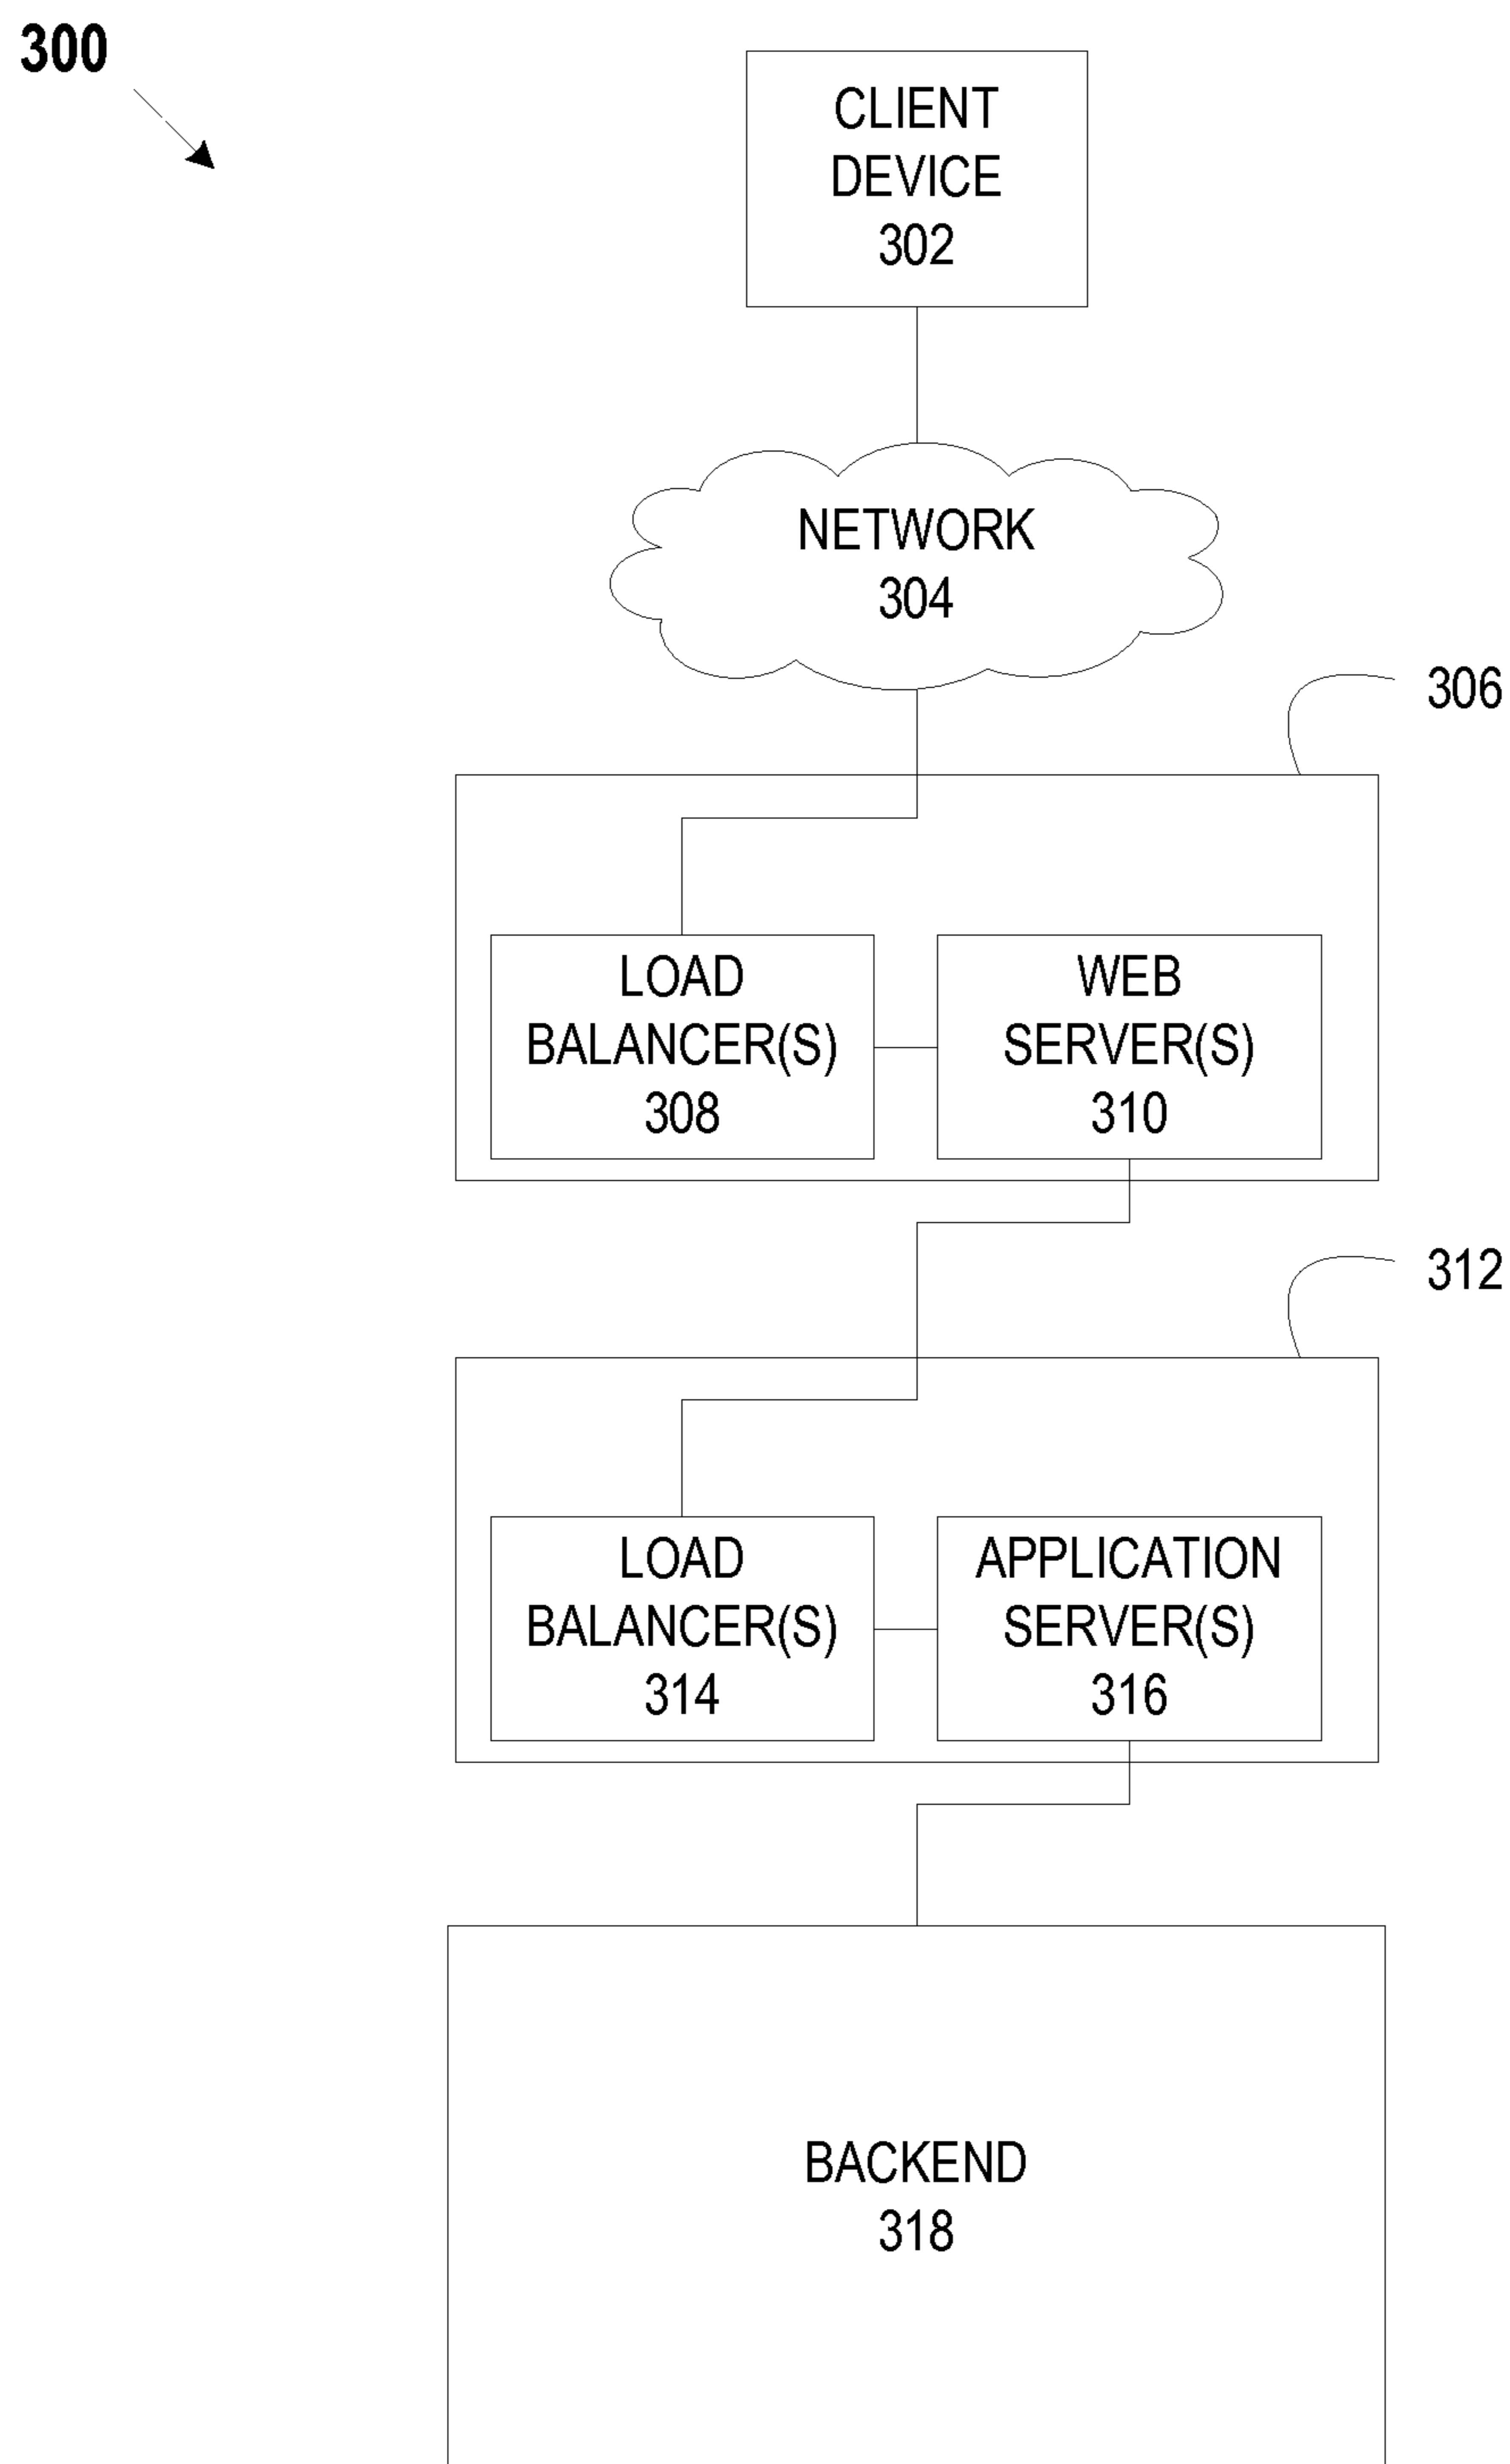 300
CLIENT
DEVICE
302
NETWORK
304
306
LOAD
BALANCER(S)
308
WEB
SERVER(S)
310
312
LOAD
BALANCER(S)
314
APPLICATION
SERVER(S)
316
BACKEND
318